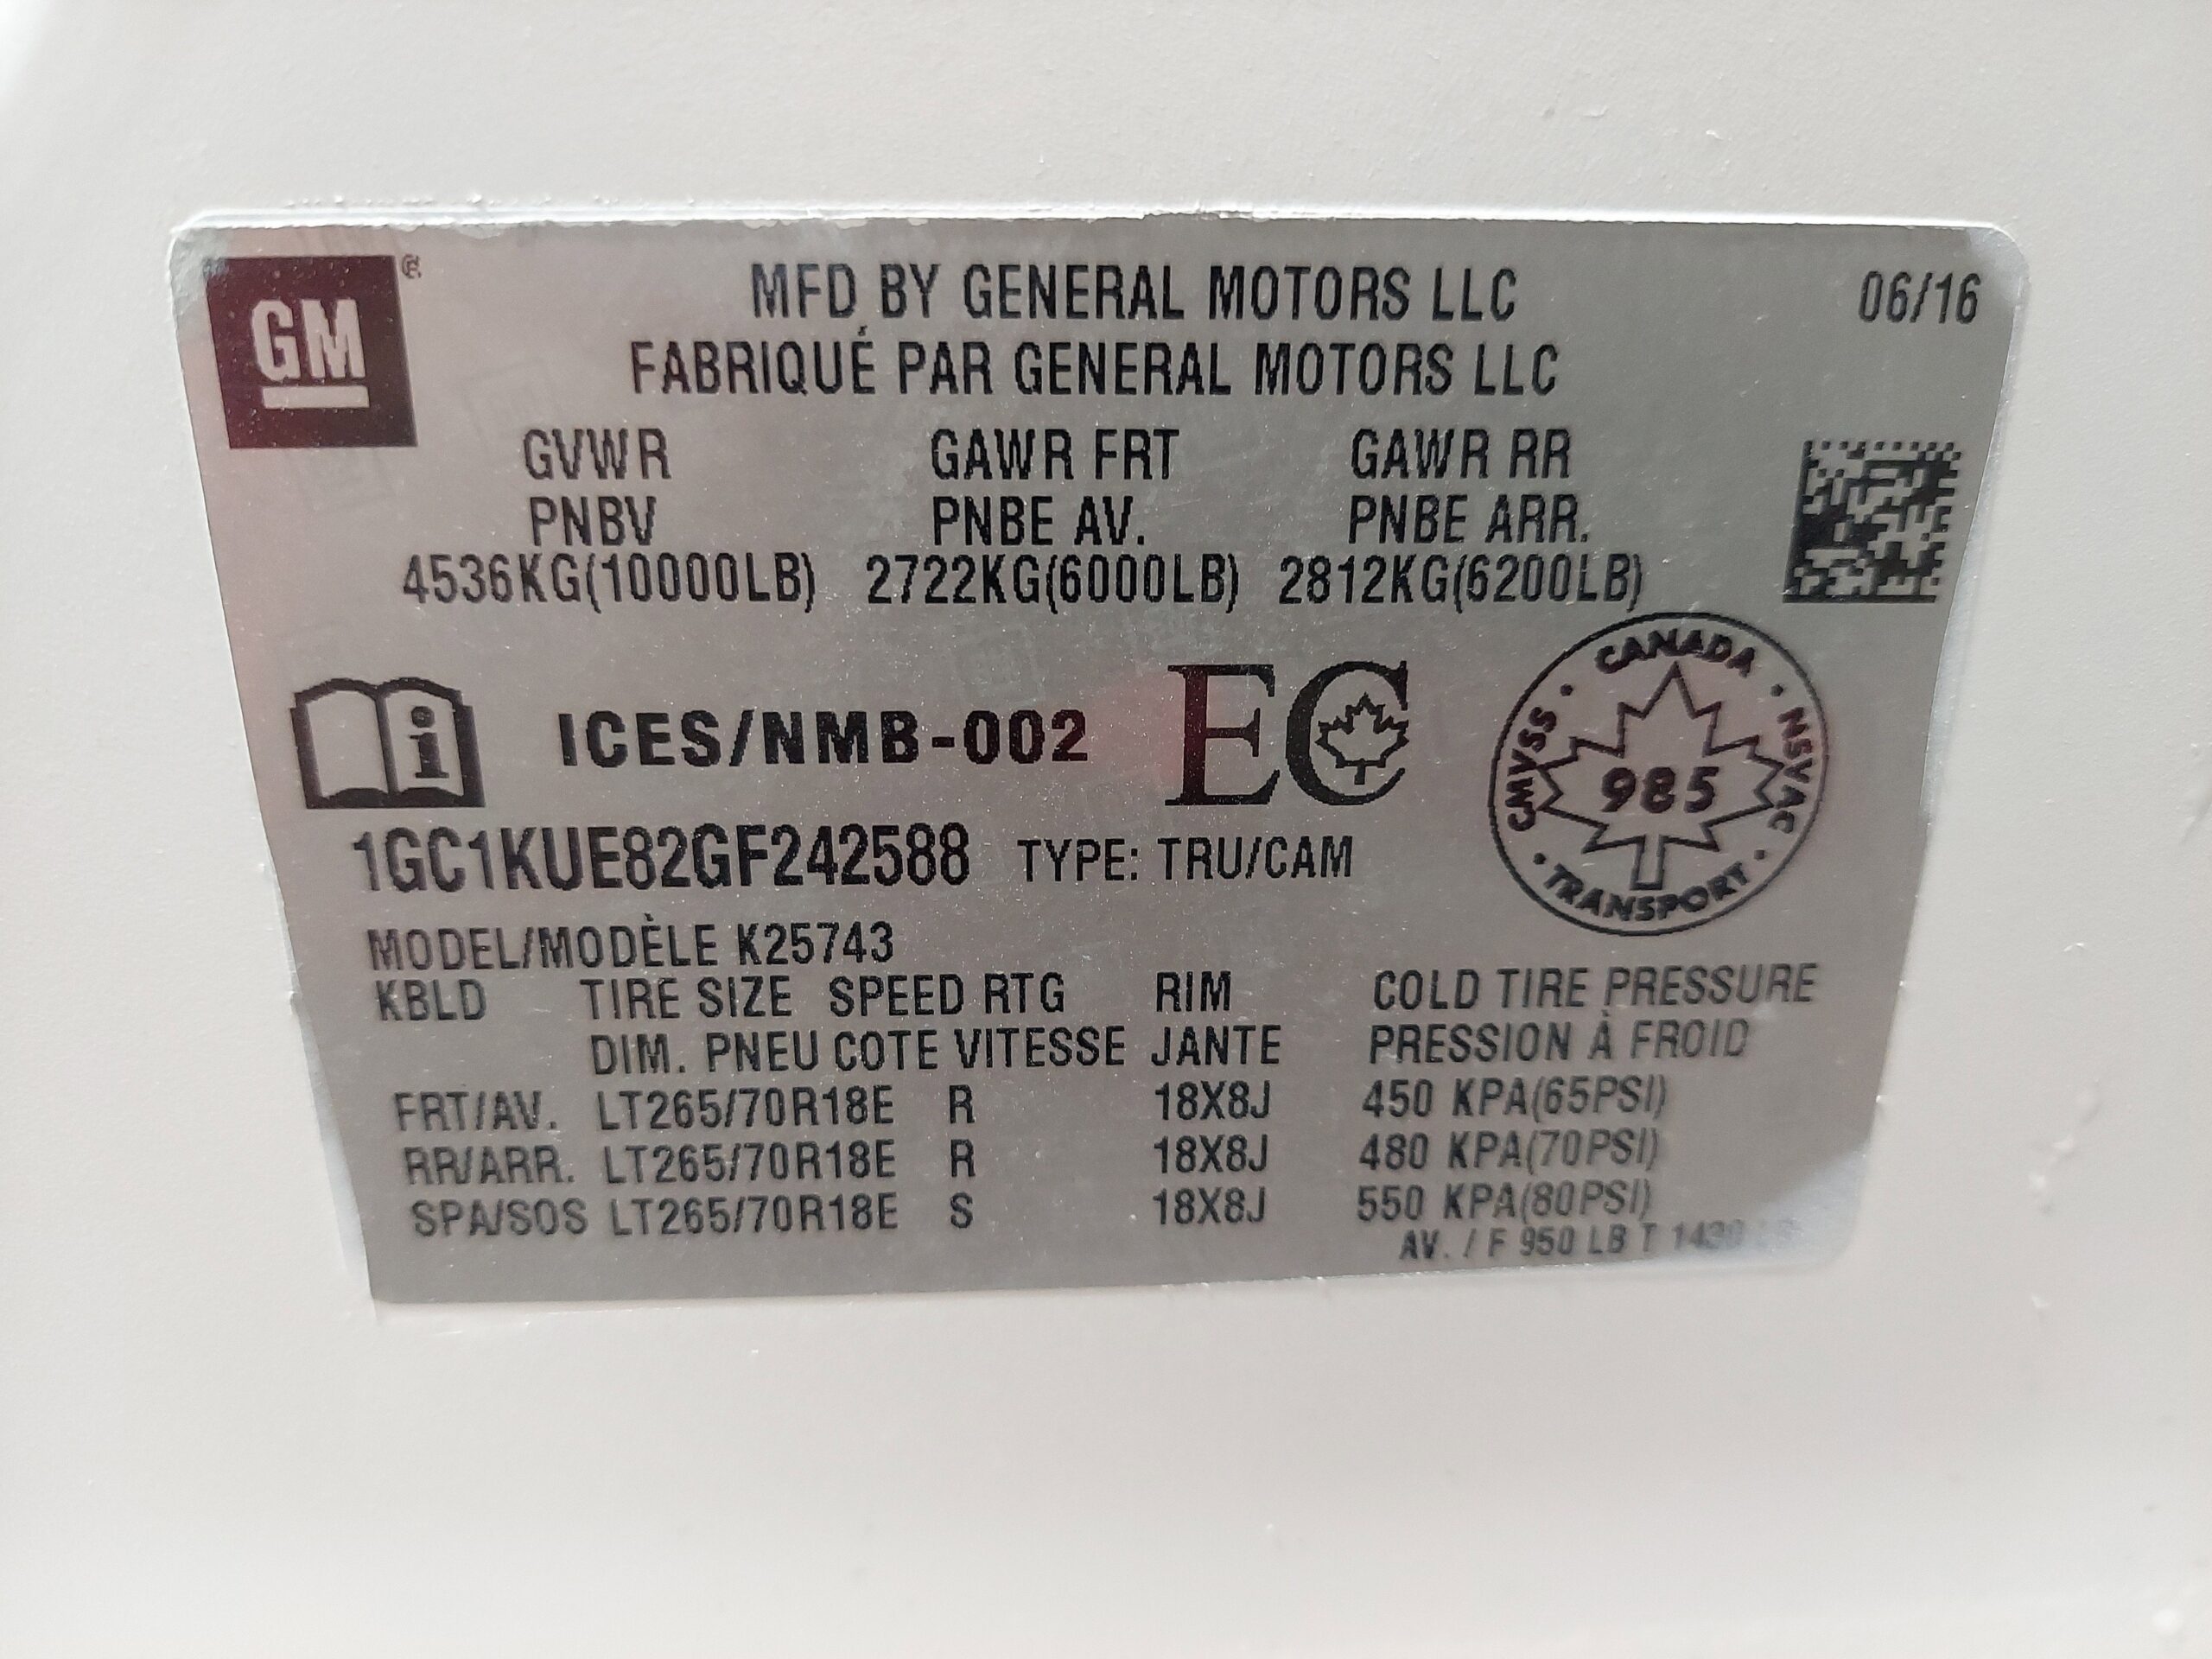 GM
MFD BY GENERAL MOTORS LLC 06/16
FABRIQUÉ PAR GENERAL MOTORS LLC
GVWR GAWR FRT GAWR RR
PNBV PNBE AV. PNBE ARR.
4536KG(10000LB) 2722KG(6000LB) 2812KG(6200LB)
ICES/NMB-002 EC
CANADA
CMVSS NSVAC
985
TRANSPORT
1GC1KUE82GF242588 TYPE: TRU/CAM
MODEL/MODÈLE K25743
KBLD TIRE SIZE SPEED RTG RIM COLD TIRE PRESSURE
DIM. PNEU COTE VITESSE JANTE PRESSION À FROID
FRT/AV. LT265/70R18E R 18X8J 450 KPA(65PSI)
RR/ARR. LT265/70R18E R 18X8J 480 KPA(70PSI)
SPA/SOS LT265/70R18E S 18X8J 550 KPA(80PSI)
AV. / F 950 LB T